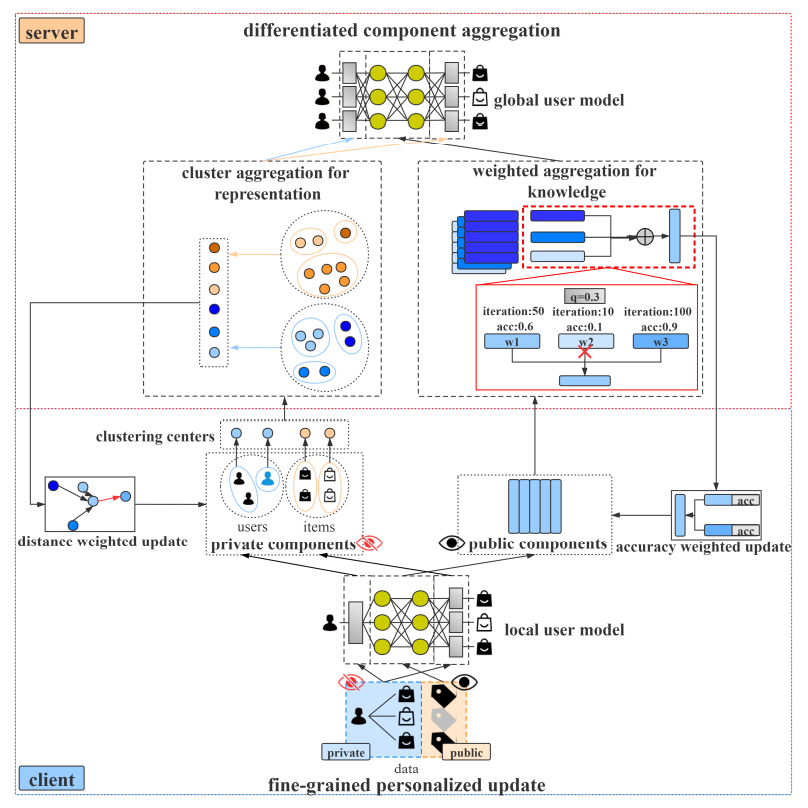 server
differentiated component aggregation
global user model
cluster aggregation for
representation
weighted aggregation for
knowledge
q=0.3
iteration:50 iteration:10 iteration:100
acc:0.6 acc:0.1 acc:0.9
w1 w2 w3
clustering centers
users items
private components
public components
distance weighted update
acc
acc
accuracy weighted update
local user model
private
public
data
client
fine-grained personalized update